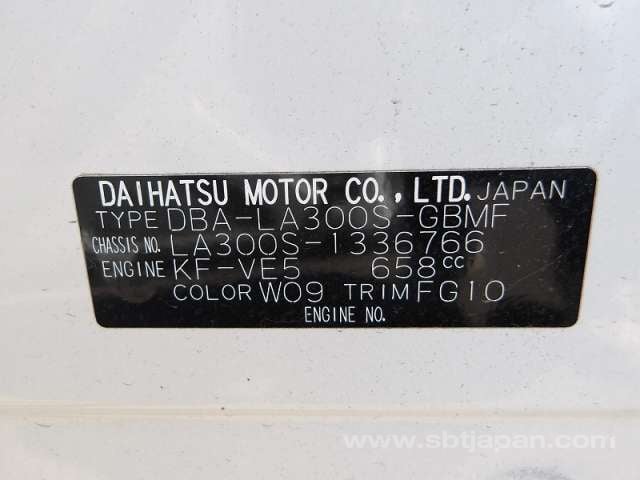 DAIHATSU MOTOR CO., LTD. JAPAN
TYPE DBA-LA300S-GBMF
CHASSIS NO. LA300S-1336766
ENGINE KF-VE5 658CC
COLOR W09 TRIM FG10
ENGINE NO.
www.sbtjapan.com